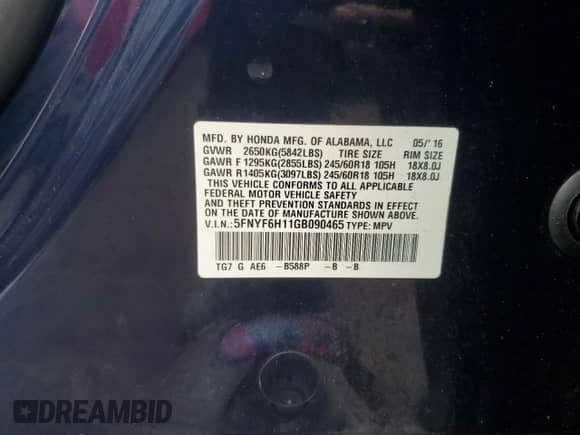 MFD. BY HONDA MFG. OF ALABAMA, LLC 05/'16
GVWR 2650KG(5842LBS) TIRE SIZE RIM SIZE
GAWR F 1295KG(2855LBS) 245/60R18 105H 18X8.0J
GAWR R1405KG(3097LBS) 245/60R18 105H 18X8.0J
THIS VEHICLE CONFORMS TO ALL APPLICABLE
FEDERAL MOTOR VEHICLE SAFETY
AND THEFT PREVENTION STANDARDS IN EFFECT
ON THE DATE OF MANUFACTURE SHOWN ABOVE.
V.I.N.:5FNYF6H11GB090465 TYPE: MPV
TG7 G AE6 -B588P -B -B
DREAMBID